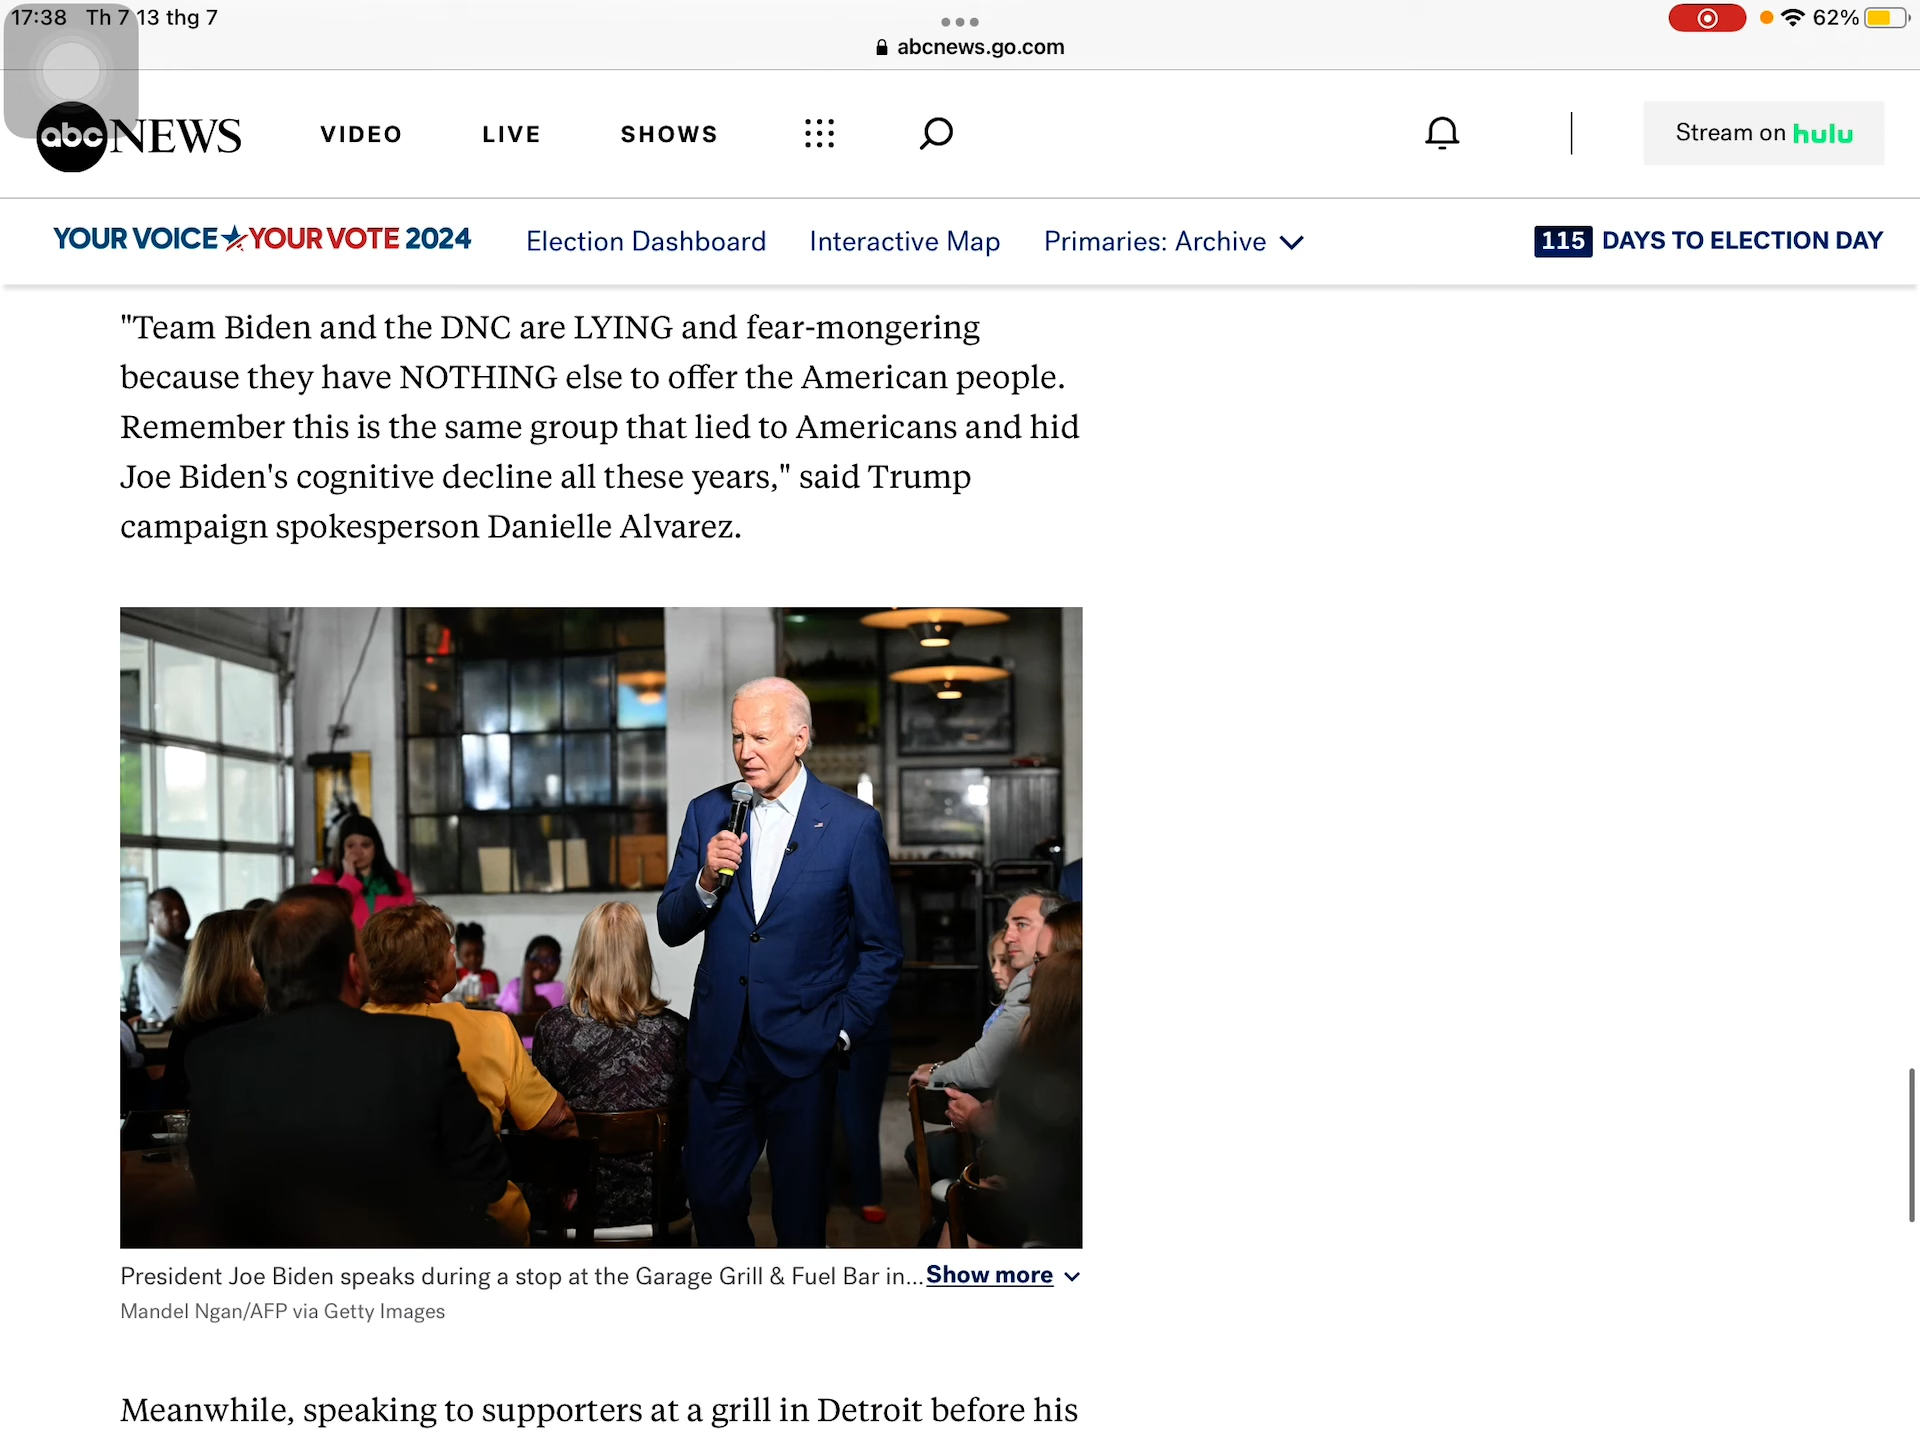 17:38 Th 7 13 thg 7
62%
abcnews.go.com
abc NEWS
VIDEO
LIVE
SHOWS
Stream on hulu
YOUR VOICE YOUR VOTE 2024
Election Dashboard
Interactive Map
Primaries: Archive
115 DAYS TO ELECTION DAY
"Team Biden and the DNC are LYING and fear-mongering
because they have NOTHING else to offer the American people.
Remember this is the same group that lied to Americans and hid
Joe Biden's cognitive decline all these years," said Trump
campaign spokesperson Danielle Alvarez.
President Joe Biden speaks during a stop at the Garage Grill & Fuel Bar in... Show more
Mandel Ngan/AFP via Getty Images
Meanwhile, speaking to supporters at a grill in Detroit before his